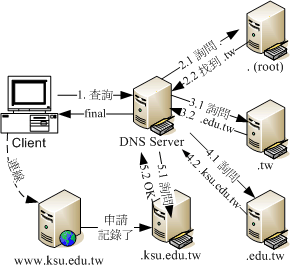 2.1 詢問
2.2 找到 .tw
. (root)
1. 查詢
final
Client
DNS Server
3.1 詢問
3.2 .edu.tw
.tw
4.1 詢問
4.2 .ksu.edu.tw
.edu.tw
5.1 詢問
5.2 OK
.ksu.edu.tw
連線
申請
記錄了
www.ksu.edu.tw